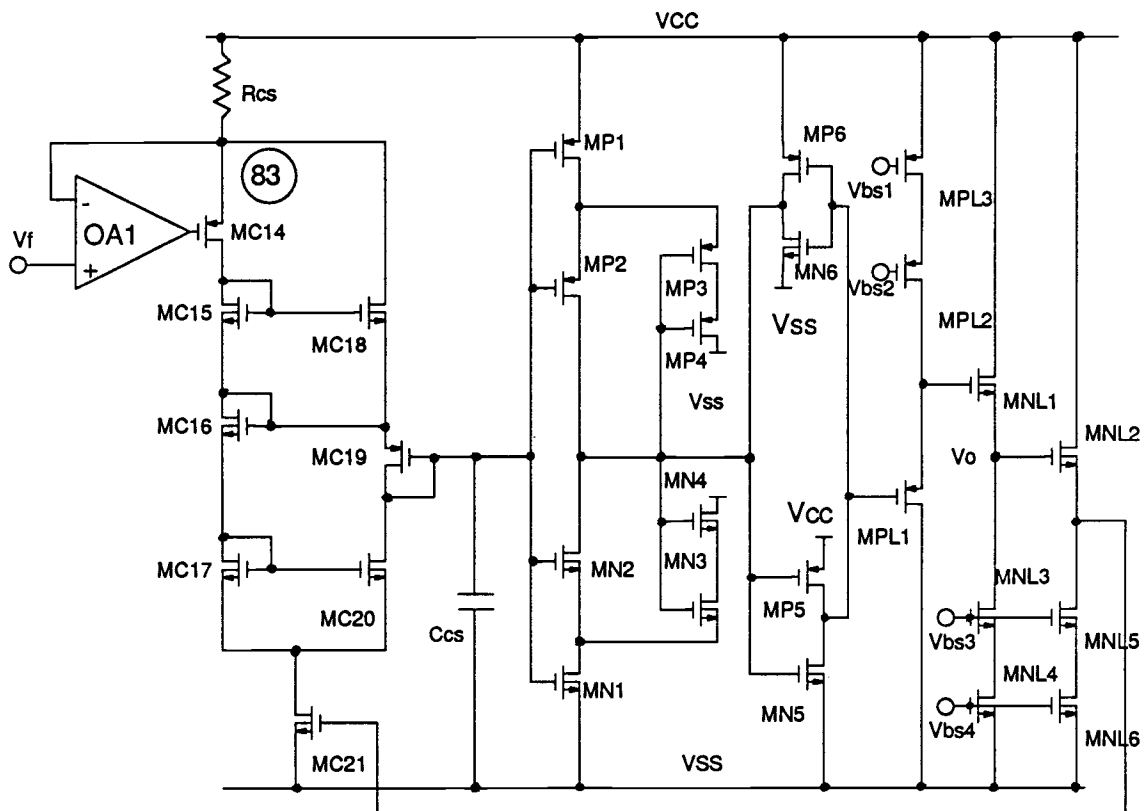 VCC
Rcs
83
MP1
MP6
Vbs1
MPL3
Vf
-
OA1
+
MC14
MP2
MP3
MN6
Vbs2
MC15
MC18
Vss
MP4
MPL2
Vss
MNL1
MC16
MC19
MNL2
Vo
MN4
VCC
MPL1
MC17
MN2
MN3
MP5
MNL3
MC20
Ccs
Vbs3
MNL5
MN1
MN5
MNL4
Vbs4
MNL6
MC21
VSS